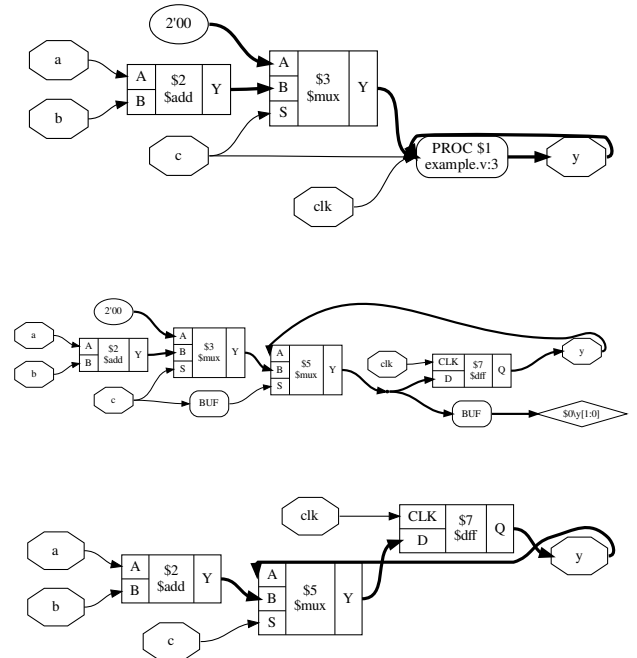 2'00
a
A
$2
$add
Y
B
b
A
$3
$mux
Y
B
S
c
PROC $1
example.v:3
y
clk
2'00
a
A
$2
$add
Y
B
b
A
$3
$mux
Y
B
S
c
BUF
A
$5
$mux
Y
B
S
clk
CLK
$7
$dff
Q
D
y
BUF
$0\y[1:0]
clk
CLK
$7
$dff
Q
D
a
A
$2
$add
Y
B
b
A
$5
$mux
Y
B
S
c
y